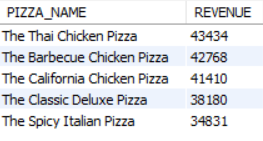 PIZZA_NAME REVENUE
The Thai Chicken Pizza 43434
The Barbecue Chicken Pizza 42768
The California Chicken Pizza 41410
The Classic Deluxe Pizza 38180
The Spicy Italian Pizza 34831